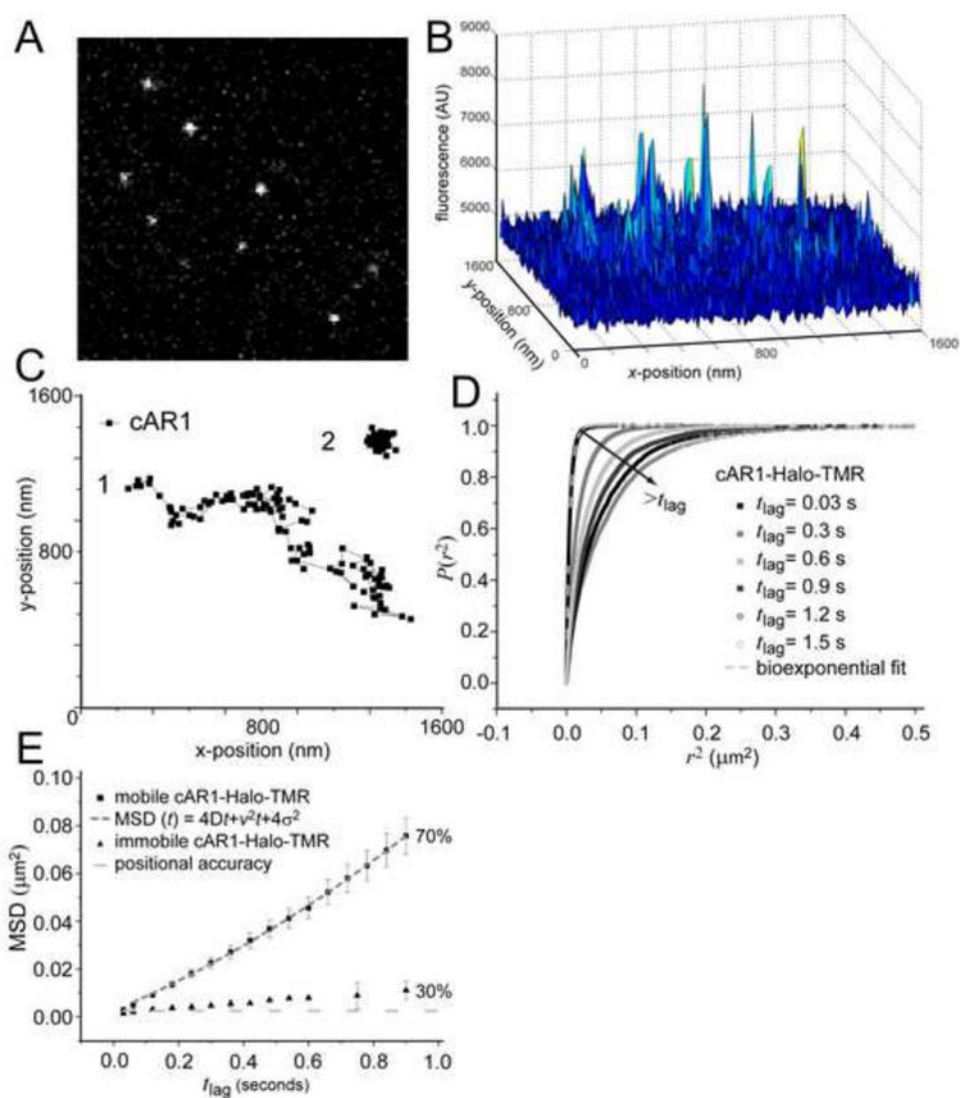 A
B
9000
8000
7000
6000
5000
fluorescence (AU)
1600
800
0
y-position (nm)
0
800
1600
x-position (nm)
C
1600
cAR1
2
1
800
y-position (nm)
0
800
1600
x-position (nm)
D
1.0
0.8
0.6
0.4
0.2
0.0
P(r²)
>tlag
cAR1-Halo-TMR
tlag= 0.03 s
tlag= 0.3 s
tlag= 0.6 s
tlag= 0.9 s
tlag= 1.2 s
tlag= 1.5 s
bioexponential fit
-0.1 0.0 0.1 0.2 0.3 0.4 0.5
r² (μm²)
E
0.10
0.08
0.06
0.04
0.02
0.00
MSD (μm²)
mobile cAR1-Halo-TMR
MSD (t) = 4Dt+v²t+4σ²
immobile cAR1-Halo-TMR
positional accuracy
70%
30%
0.0 0.2 0.4 0.6 0.8 1.0
tlag (seconds)